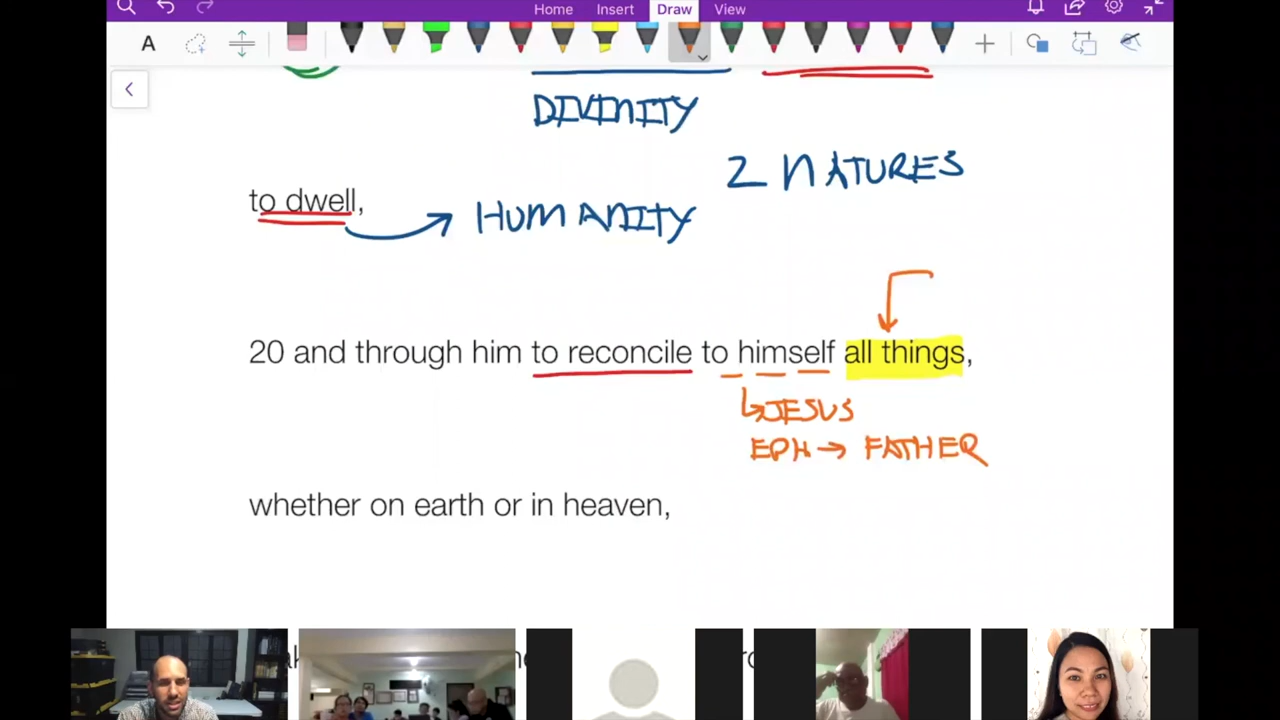 Home Insert Draw View
A
DIVINITY
2 NATURES
to dwell,
HUMANITY
20 and through him to reconcile to himself all things,
JESUS
EPH → FATHER
whether on earth or in heaven,